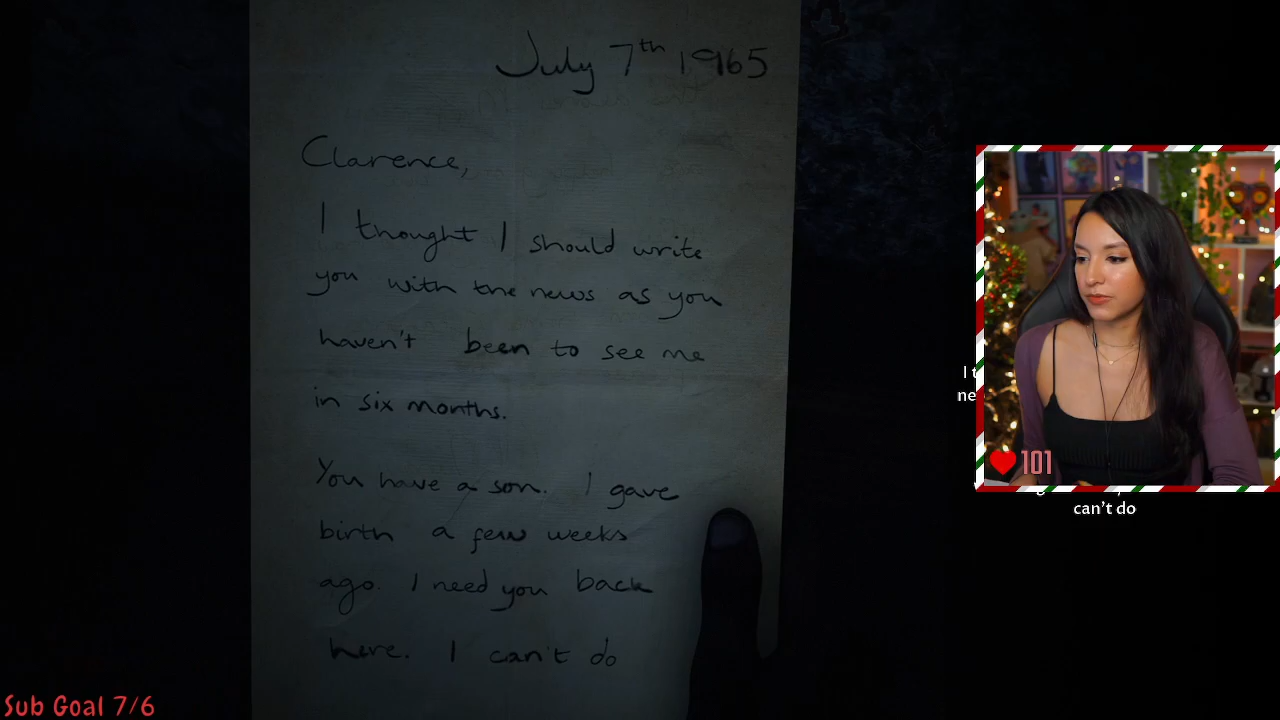 July 7th 1965
Clarence,
I thought I should write
you with the news as you
haven't been to see me
in six months.
You have a son. I gave
birth a few weeks
ago. I need you back
here. I can't do
I t
ne
can't do
101
Sub Goal 7/6